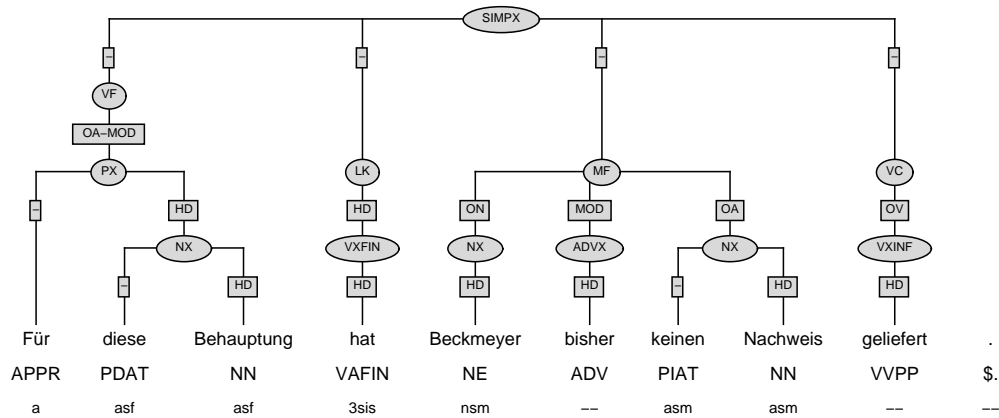 SIMPX
– – – –
VF
OA–MOD
PX LK MF VC
– HD HD ON MOD OA OV
NX VXFIN NX ADVX NX VXINF
– HD HD HD HD – HD HD
Für diese Behauptung hat Beckmeyer bisher keinen Nachweis geliefert .
APPR PDAT NN VAFIN NE ADV PIAT NN VVPP $.
a asf asf 3sis nsm –– asm asm –– ––